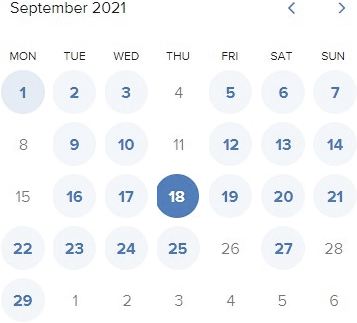 September 2021
MON TUE WED THU FRI SAT SUN
1 2 3 4 5 6 7
8 9 10 11 12 13 14
15 16 17 18 19 20 21
22 23 24 25 26 27 28
29 1 2 3 4 5 6